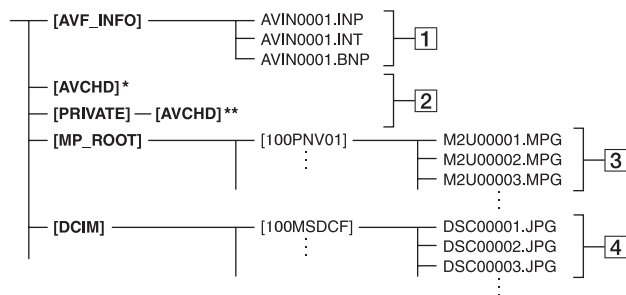 [AVF_INFO] AVIN0001.INP
AVIN0001.INT
AVIN0001.BNP
1
[AVCHD]*
[PRIVATE] [AVCHD]**
2
[MP_ROOT] [100PNV01] M2U00001.MPG
M2U00002.MPG
M2U00003.MPG
3
[DCIM] [100MSDCF] DSC00001.JPG
DSC00002.JPG
DSC00003.JPG
4